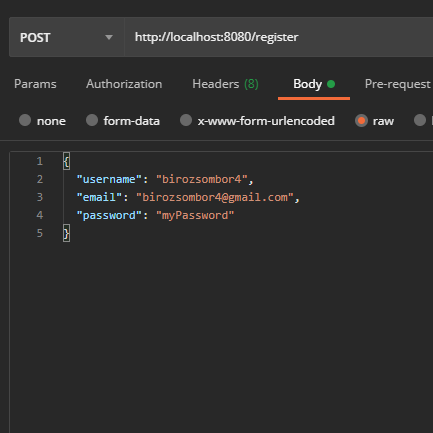 POST http://localhost:8080/register
Params Authorization Headers (8) Body Pre-request
none form-data x-www-form-urlencoded raw
1 {
2 "username": "birozsombor4",
3 "email": "birozsombor4@gmail.com",
4 "password": "myPassword"
5 }